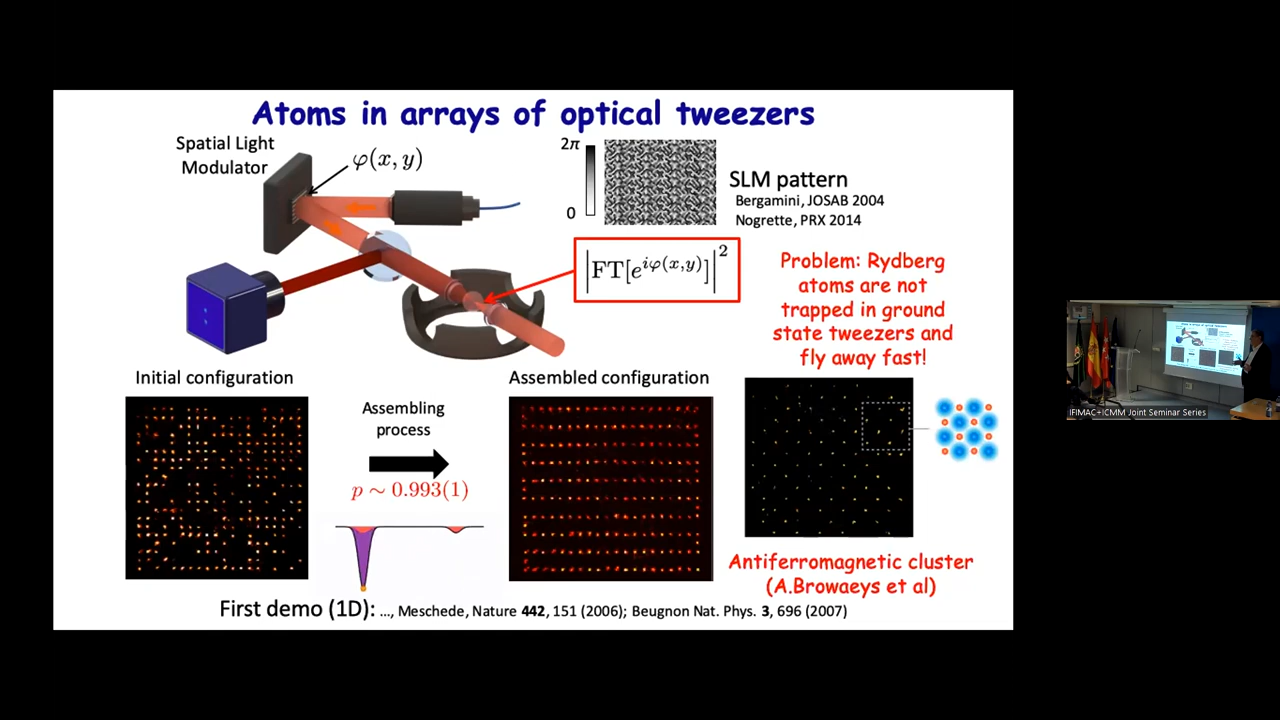 Atoms in arrays of optical tweezers
Spatial Light
Modulator
φ(x, y)
2π
0
SLM pattern
Bergamini, JOSAB 2004
Nogrette, PRX 2014
|FT[e^{iφ(x,y)}]|^2
Problem: Rydberg
atoms are not
trapped in ground
state tweezers and
fly away fast!
Initial configuration
Assembling
process
p ∼ 0.993(1)
Assembled configuration
Antiferromagnetic cluster
(A.Browaeys et al)
First demo (1D): ..., Meschede, Nature 442, 151 (2006); Beugnon Nat. Phys. 3, 696 (2007)
IFIMAC+ICMM Joint Seminar Series